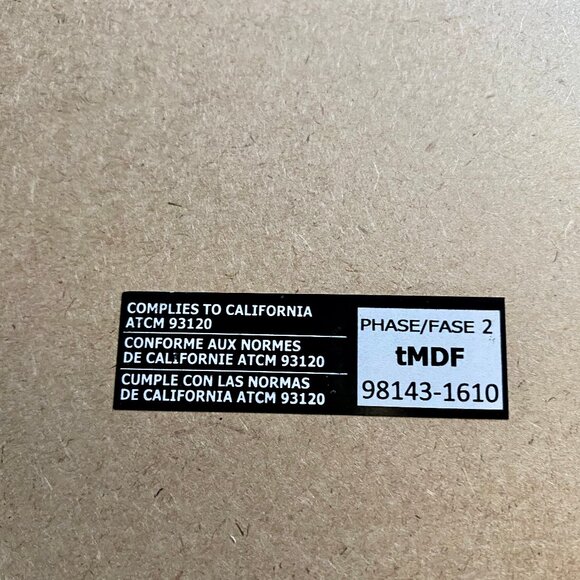 COMPLIES TO CALIFORNIA
ATCM 93120
CONFORME AUX NORMES
DE CALIFORNIE ATCM 93120
CUMPLE CON LAS NORMAS
DE CALIFORNIA ATCM 93120
PHASE/FASE 2
tMDF
98143-1610